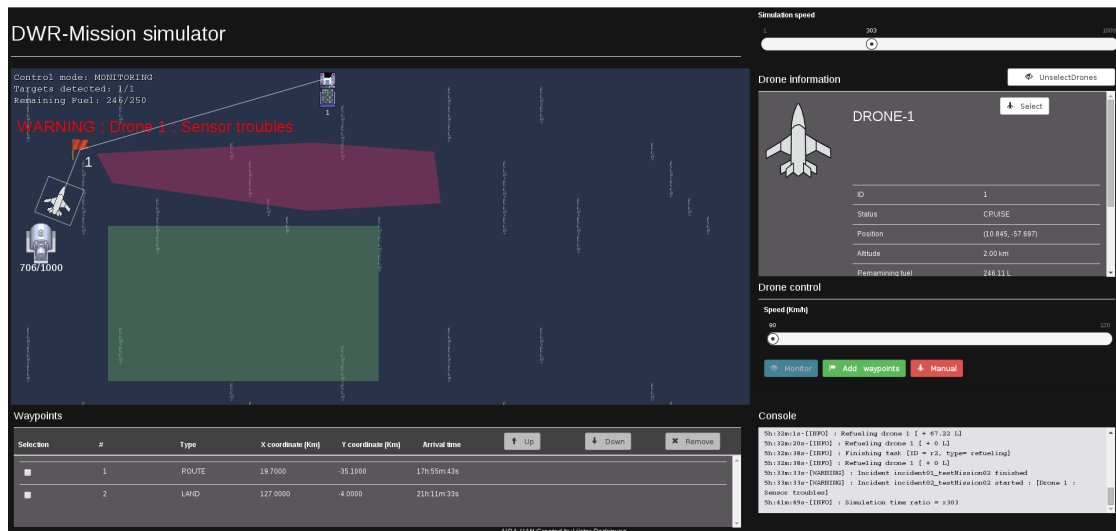 DWR-Mission simulator
Simulation speed
1 303 1000
Control mode: MONITORING
Targets detected: 1/1
Remaining Fuel: 246/250
WARNING : Drone 1 : Sensor troubles
1
1
706/1000
Drone information
UnselectDrones
DRONE-1
Select
ID 1
Status CRUISE
Position (10.845, -57.697)
Altitude 2.00 km
Remamining fuel 246.11 L
Drone control
Speed (Km/h)
90 120
Monitor
Add waypoints
Manual
Waypoints
Selection # Type X coordinate (Km) Y coordinate (Km) Arrival time Up Down Remove
1 ROUTE 19.7000 -35.1000 17h:55m:43s
2 LAND 127.0000 -4.0000 21h:11m:33s
Console
5h:32m:1s-[INFO] : Refueling drone 1 [ + 67.22 L]
5h:32m:20s-[INFO] : Refueling drone 1 [ + 0 L]
5h:32m:38s-[INFO] : Finishing task [ID = r2, type= refueling]
5h:32m:38s-[INFO] : Refueling drone 1 [ + 0 L]
5h:33m:33s-[WARNING] : Incident incident01_testMission02 finished
5h:33m:33s-[WARNING] : Incident incident02_testMission02 started : [Drone 1 :
Sensor troubles]
5h:41m:49s-[INFO] : Simulation time ratio = x303